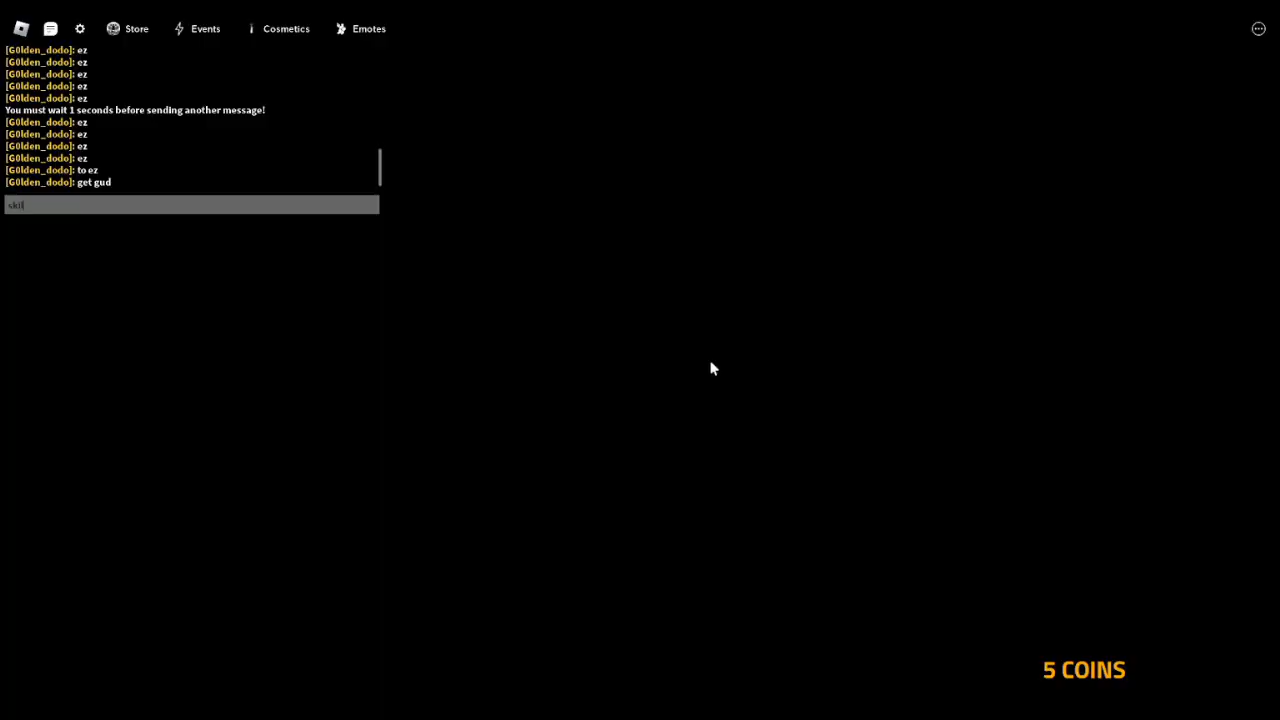 Store Events Cosmetics Emotes
[G0lden_dodo]: ez
[G0lden_dodo]: ez
[G0lden_dodo]: ez
[G0lden_dodo]: ez
[G0lden_dodo]: ez
You must wait 1 seconds before sending another message!
[G0lden_dodo]: ez
[G0lden_dodo]: ez
[G0lden_dodo]: ez
[G0lden_dodo]: ez
[G0lden_dodo]: to ez
[G0lden_dodo]: get gud
skil
5 COINS